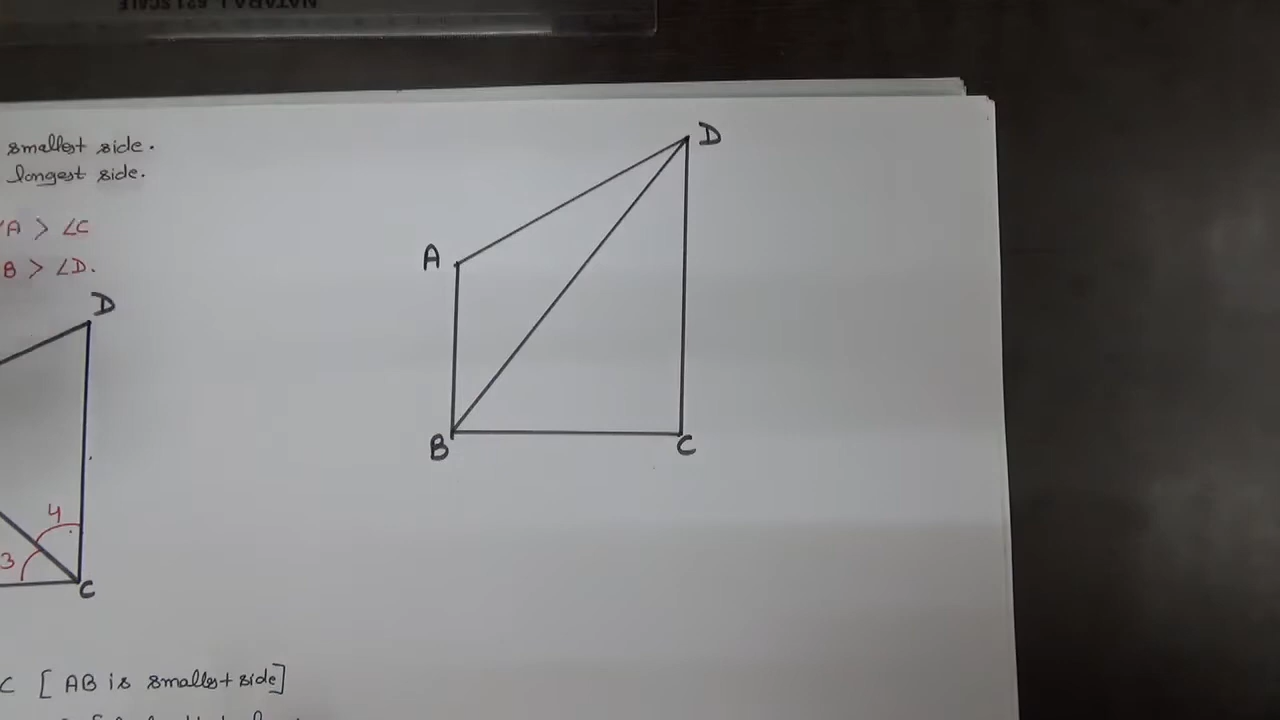 smallest side.
longest side.
A > ∠C
B > ∠D.
D
4
3
C
C [AB is smallest side]
D
A
B
C